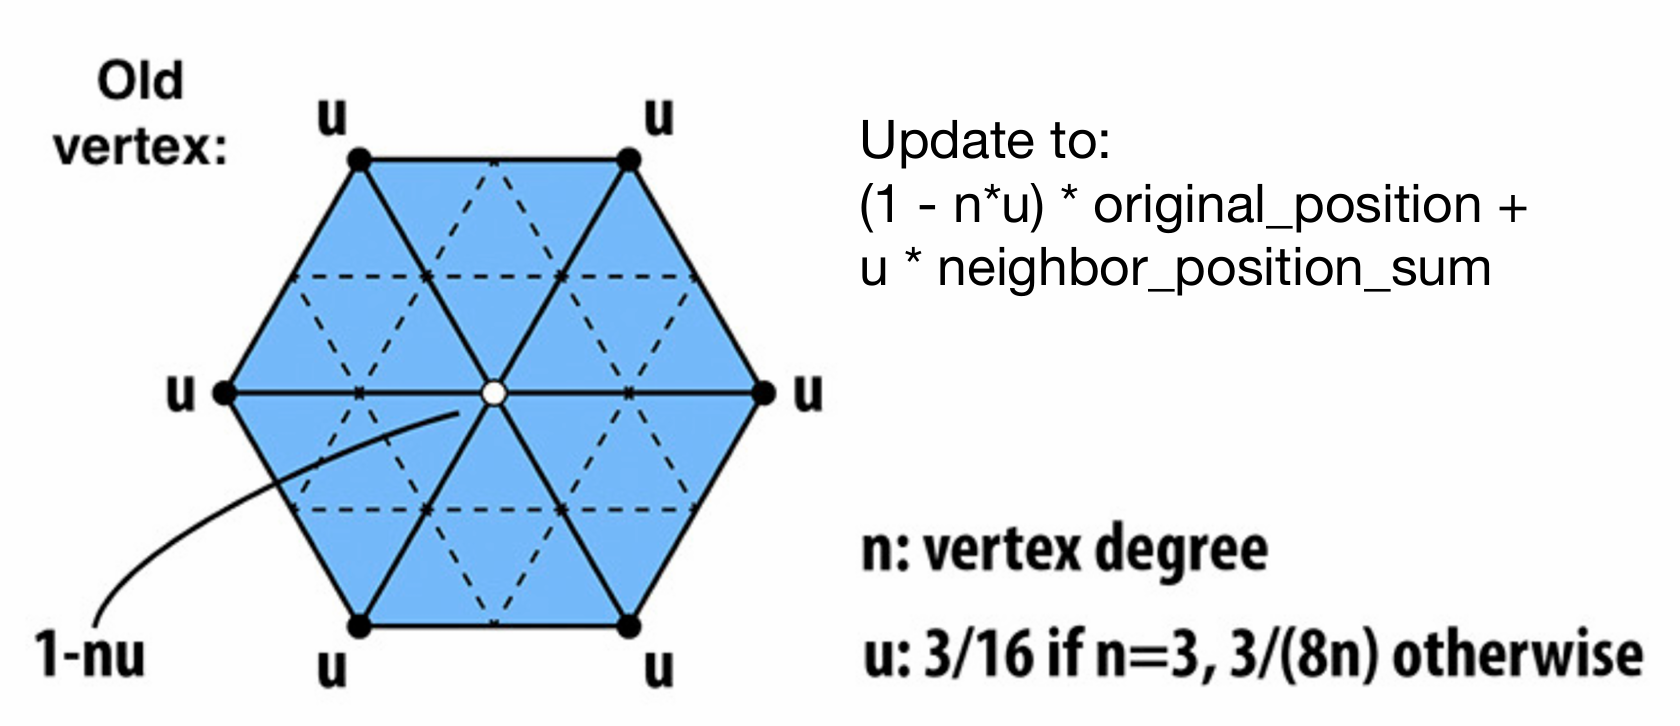 Old
vertex:
u
u
Update to:
(1 - n*u) * original_position +
u * neighbor_position_sum
u
u
1-nu
u
u
n: vertex degree
u: 3/16 if n=3, 3/(8n) otherwise